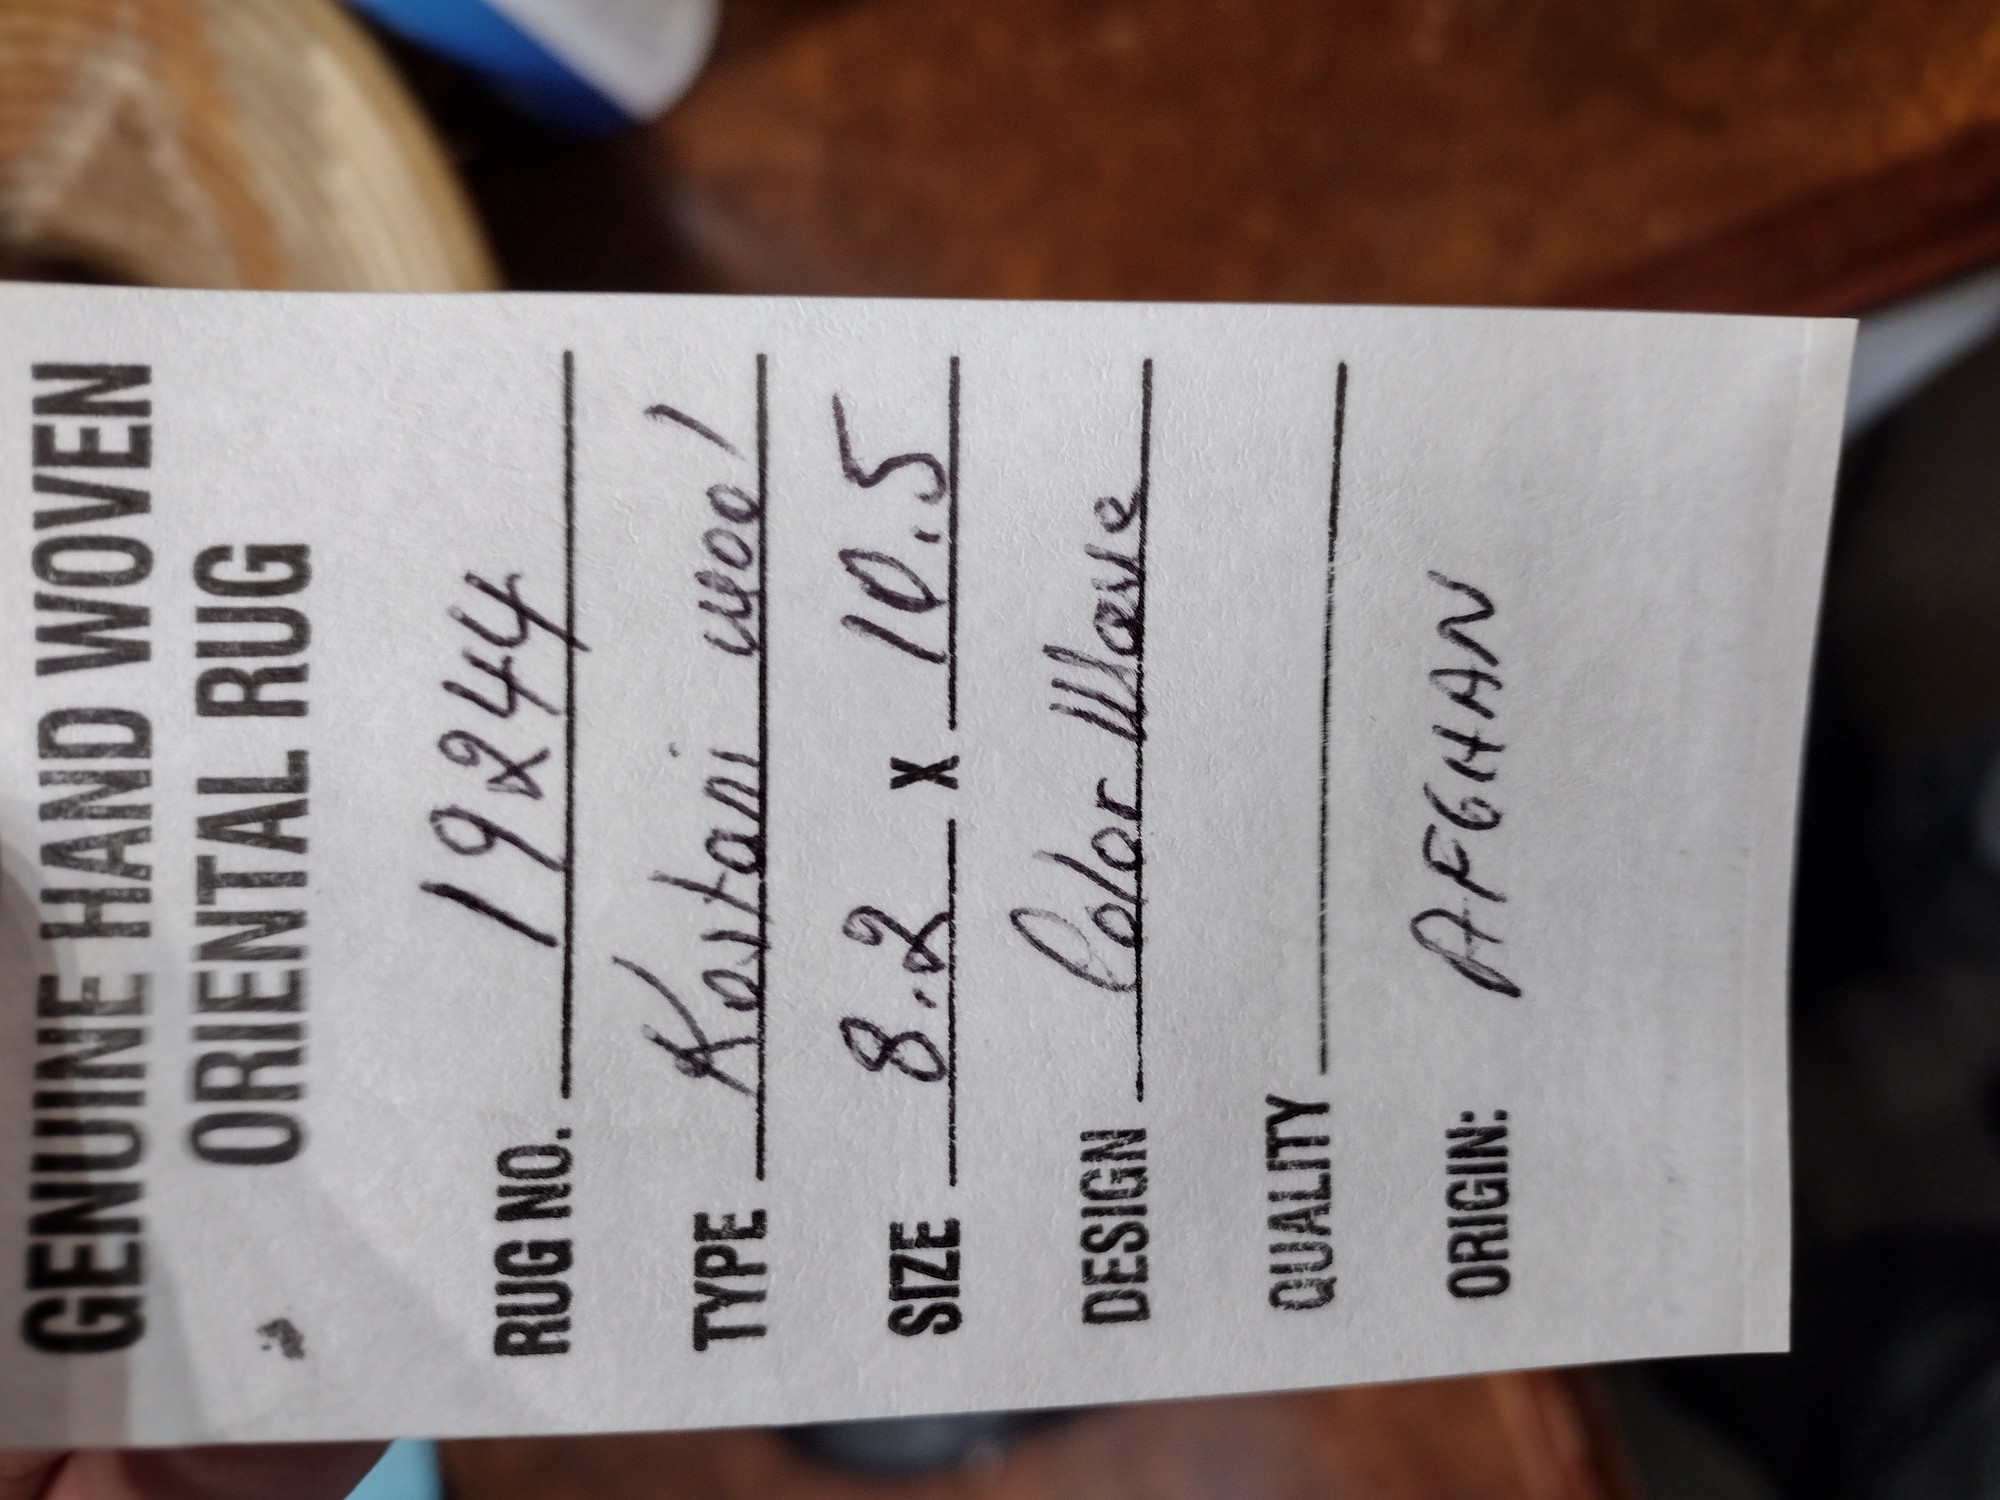 GENUINE HAND WOVEN
ORIENTAL RUG
RUG NO. 19244
TYPE Kastani wool
SIZE 8.2 X 10.5
DESIGN Color Wave
QUALITY
ORIGIN: AFGHAN